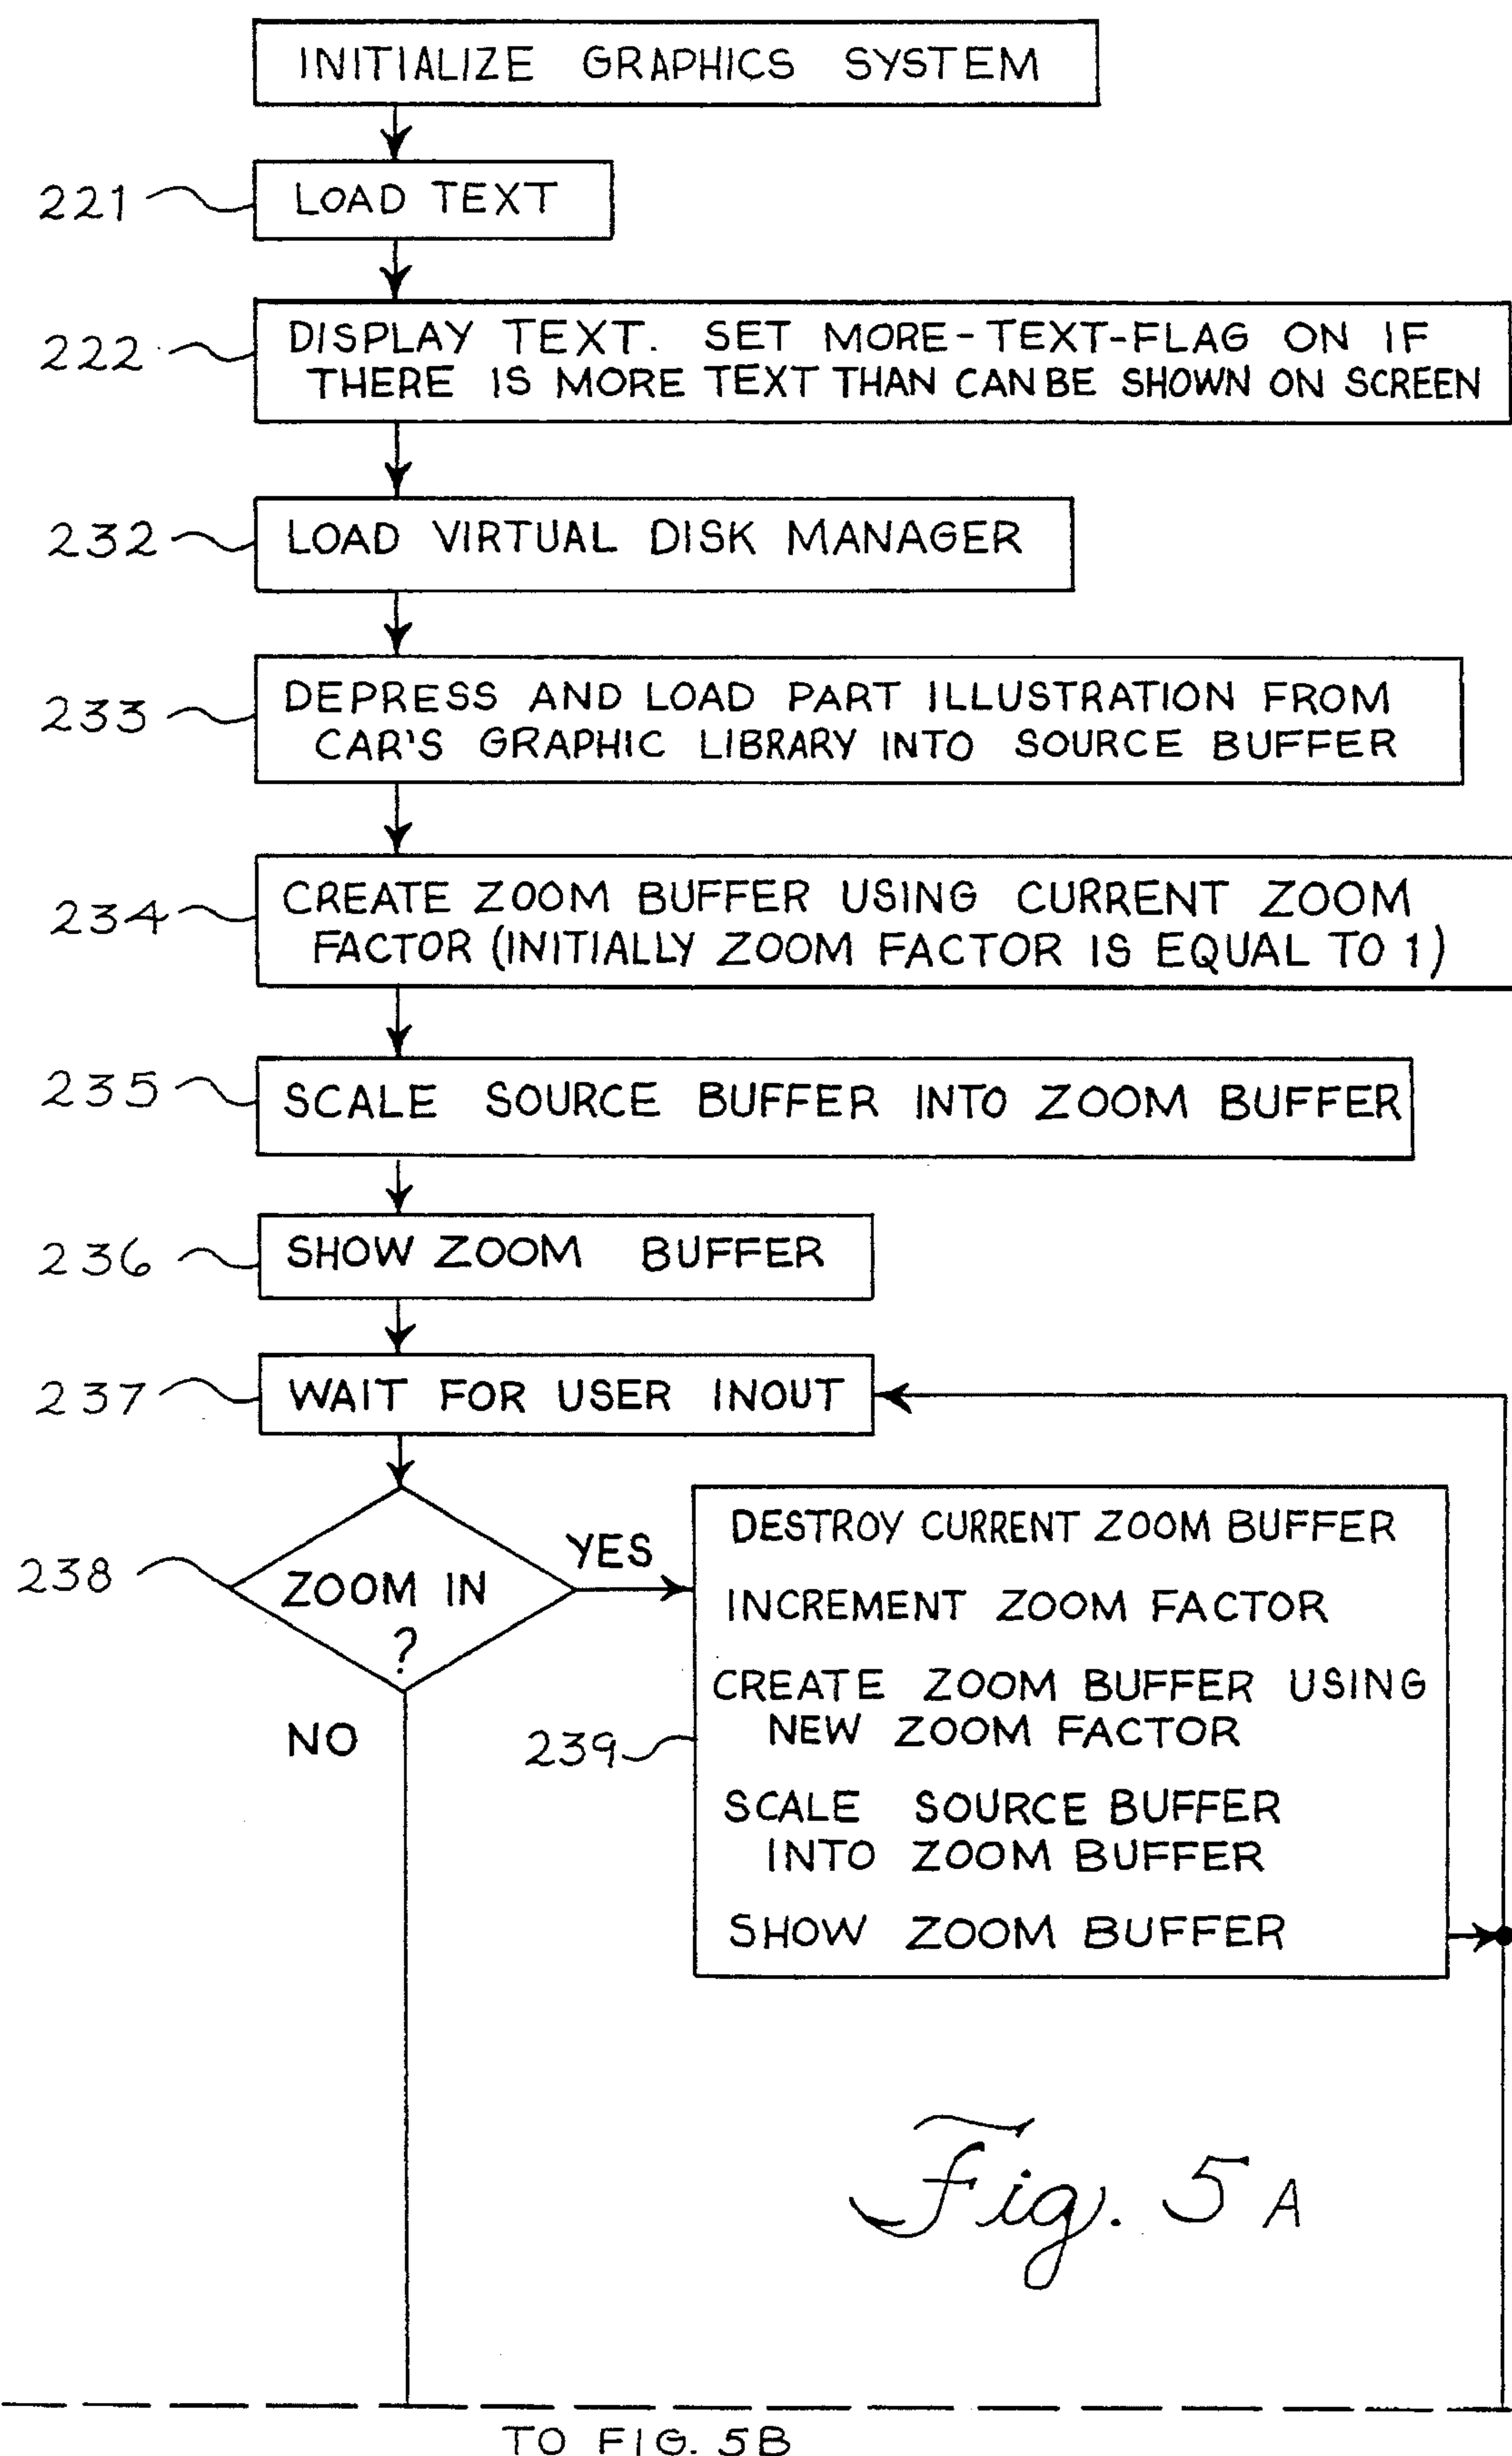 INITIALIZE GRAPHICS SYSTEM
221
LOAD TEXT
222
DISPLAY TEXT. SET MORE-TEXT-FLAG ON IF
THERE IS MORE TEXT THAN CAN BE SHOWN ON SCREEN
232
LOAD VIRTUAL DISK MANAGER
233
DEPRESS AND LOAD PART ILLUSTRATION FROM
CAR'S GRAPHIC LIBRARY INTO SOURCE BUFFER
234
CREATE ZOOM BUFFER USING CURRENT ZOOM
FACTOR (INITIALLY ZOOM FACTOR IS EQUAL TO 1)
235
SCALE SOURCE BUFFER INTO ZOOM BUFFER
236
SHOW ZOOM BUFFER
237
WAIT FOR USER INOUT
238
ZOOM IN
?
YES
NO
239
DESTROY CURRENT ZOOM BUFFER
INCREMENT ZOOM FACTOR
CREATE ZOOM BUFFER USING
NEW ZOOM FACTOR
SCALE SOURCE BUFFER
INTO ZOOM BUFFER
SHOW ZOOM BUFFER
Fig. 5A
TO FIG. 5B